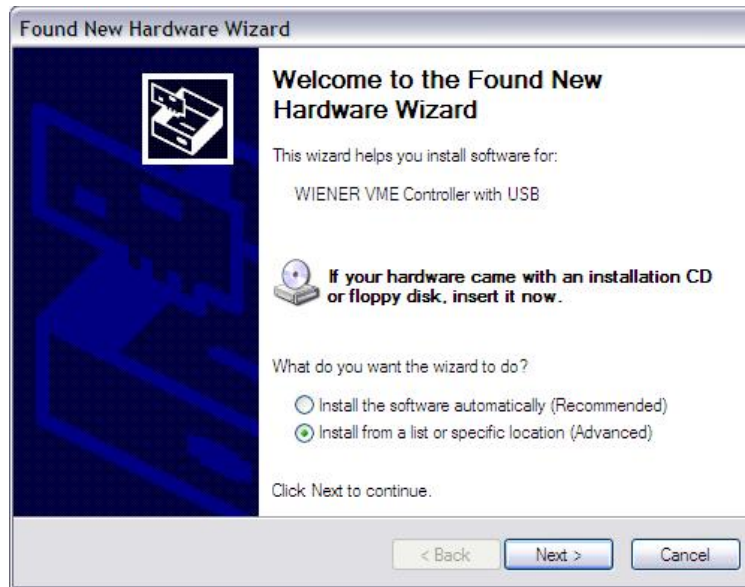 Found New Hardware Wizard
Welcome to the Found New
Hardware Wizard
This wizard helps you install software for:
WIENER VME Controller with USB
If your hardware came with an installation CD
or floppy disk, insert it now.
What do you want the wizard to do?
Install the software automatically (Recommended)
Install from a list or specific location (Advanced)
Click Next to continue.
< Back Next > Cancel